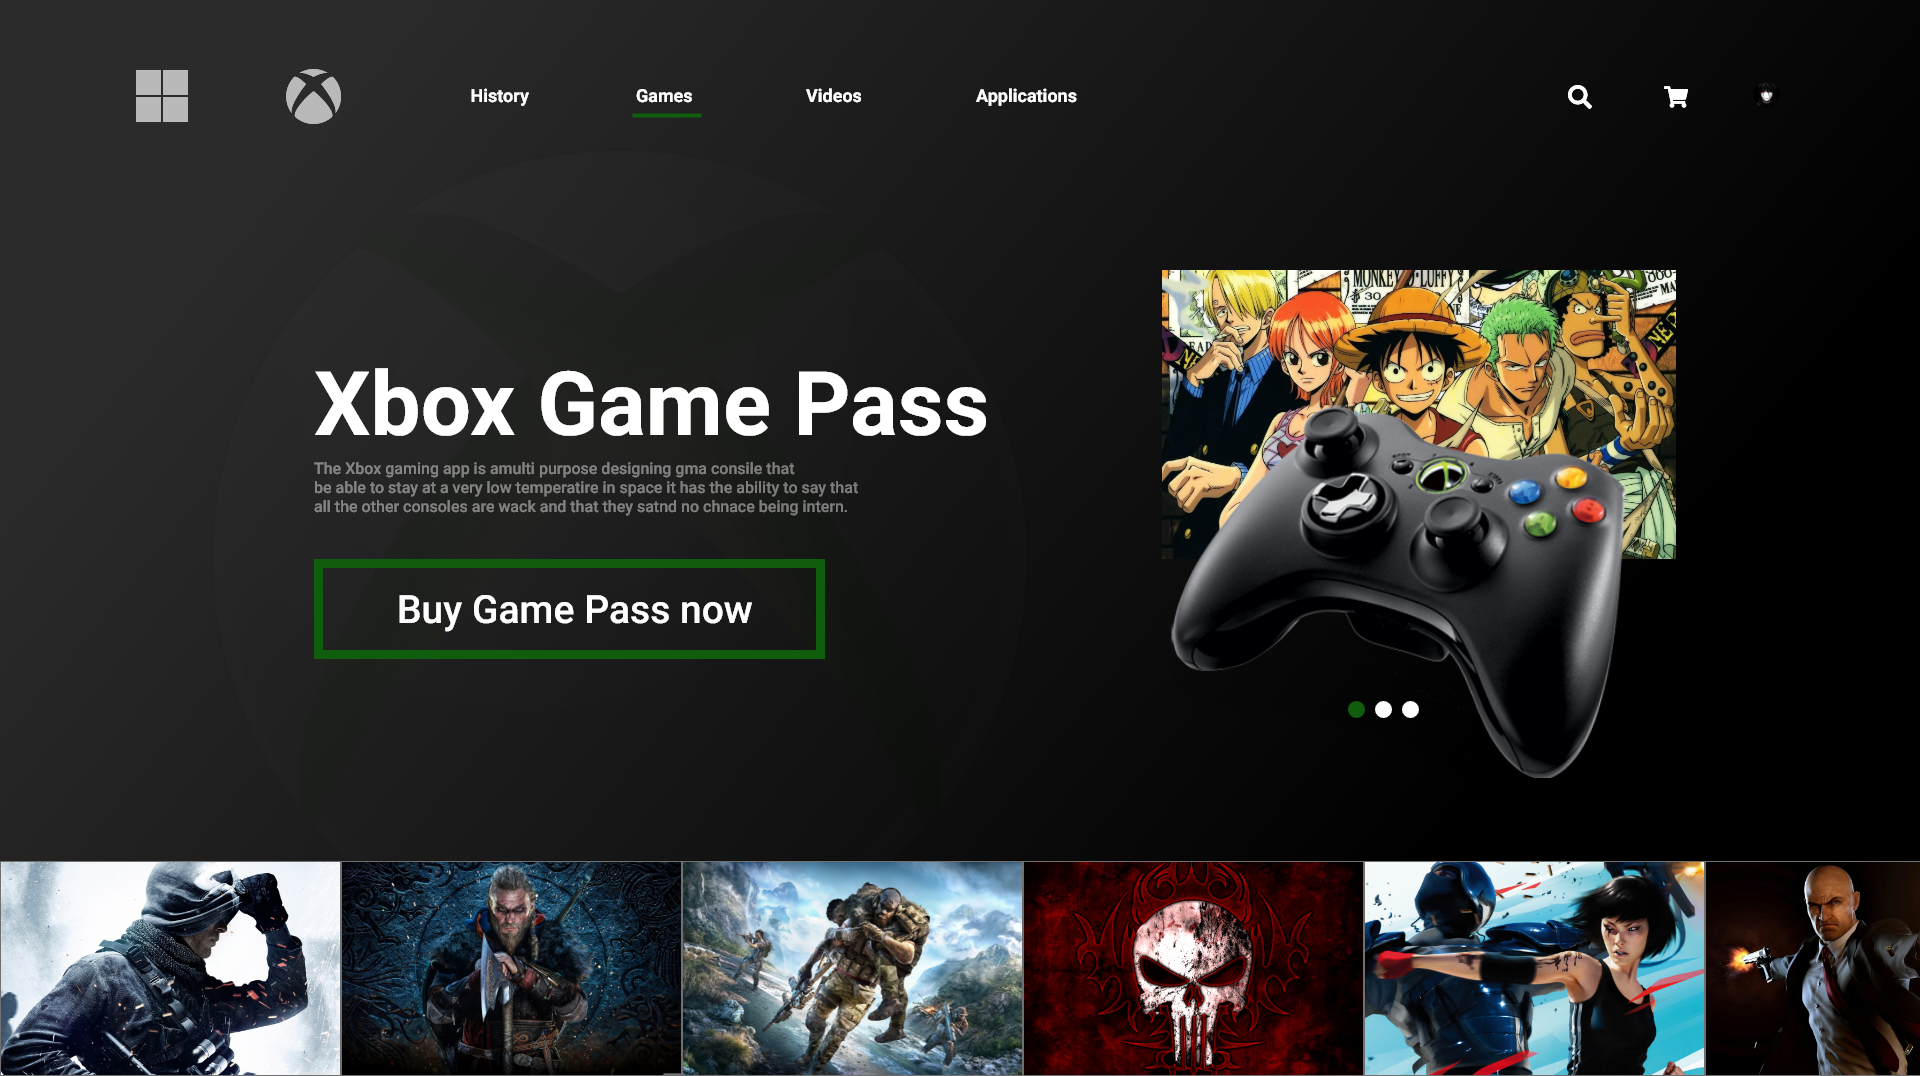 History Games Videos Applications
MONKEY D LUFFY
Xbox Game Pass
The Xbox gaming app is amulti purpose designing gma consile that
be able to stay at a very low temperatire in space it has the ability to say that
all the other consoles are wack and that they satnd no chnace being intern.
Buy Game Pass now